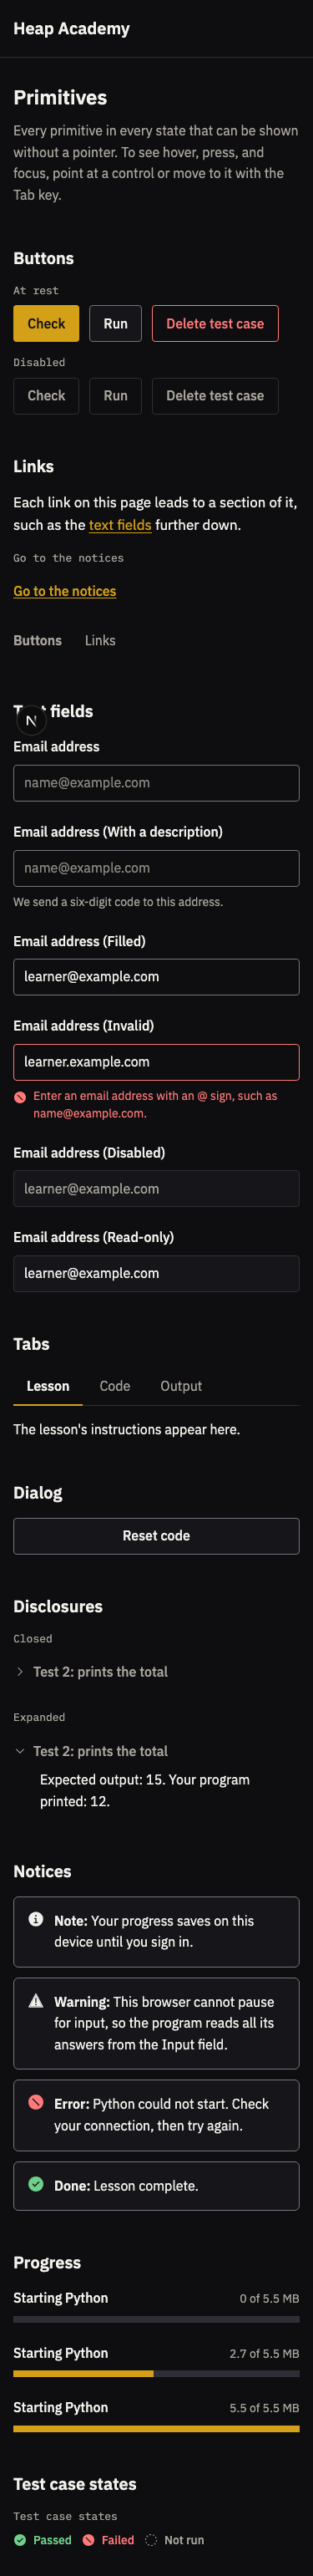 Heap Academy
Primitives
Every primitive in every state that can be shown
without a pointer. To see hover, press, and
focus, point at a control or move to it with the
Tab key.
Buttons
At rest
Check Run Delete test case
Disabled
Check Run Delete test case
Links
Each link on this page leads to a section of it,
such as the text fields further down.
Go to the notices
Go to the notices
Buttons Links
fields
N
Email address
name@example.com
Email address (With a description)
name@example.com
We send a six-digit code to this address.
Email address (Filled)
learner@example.com
Email address (Invalid)
learner.example.com
Enter an email address with an @ sign, such as
name@example.com.
Email address (Disabled)
learner@example.com
Email address (Read-only)
learner@example.com
Tabs
Lesson Code Output
The lesson's instructions appear here.
Dialog
Reset code
Disclosures
Closed
Test 2: prints the total
Expanded
Test 2: prints the total
Expected output: 15. Your program
printed: 12.
Notices
Note: Your progress saves on this
device until you sign in.
Warning: This browser cannot pause
for input, so the program reads all its
answers from the Input field.
Error: Python could not start. Check
your connection, then try again.
Done: Lesson complete.
Progress
Starting Python 0 of 5.5 MB
Starting Python 2.7 of 5.5 MB
Starting Python 5.5 of 5.5 MB
Test case states
Test case states
Passed Failed Not run